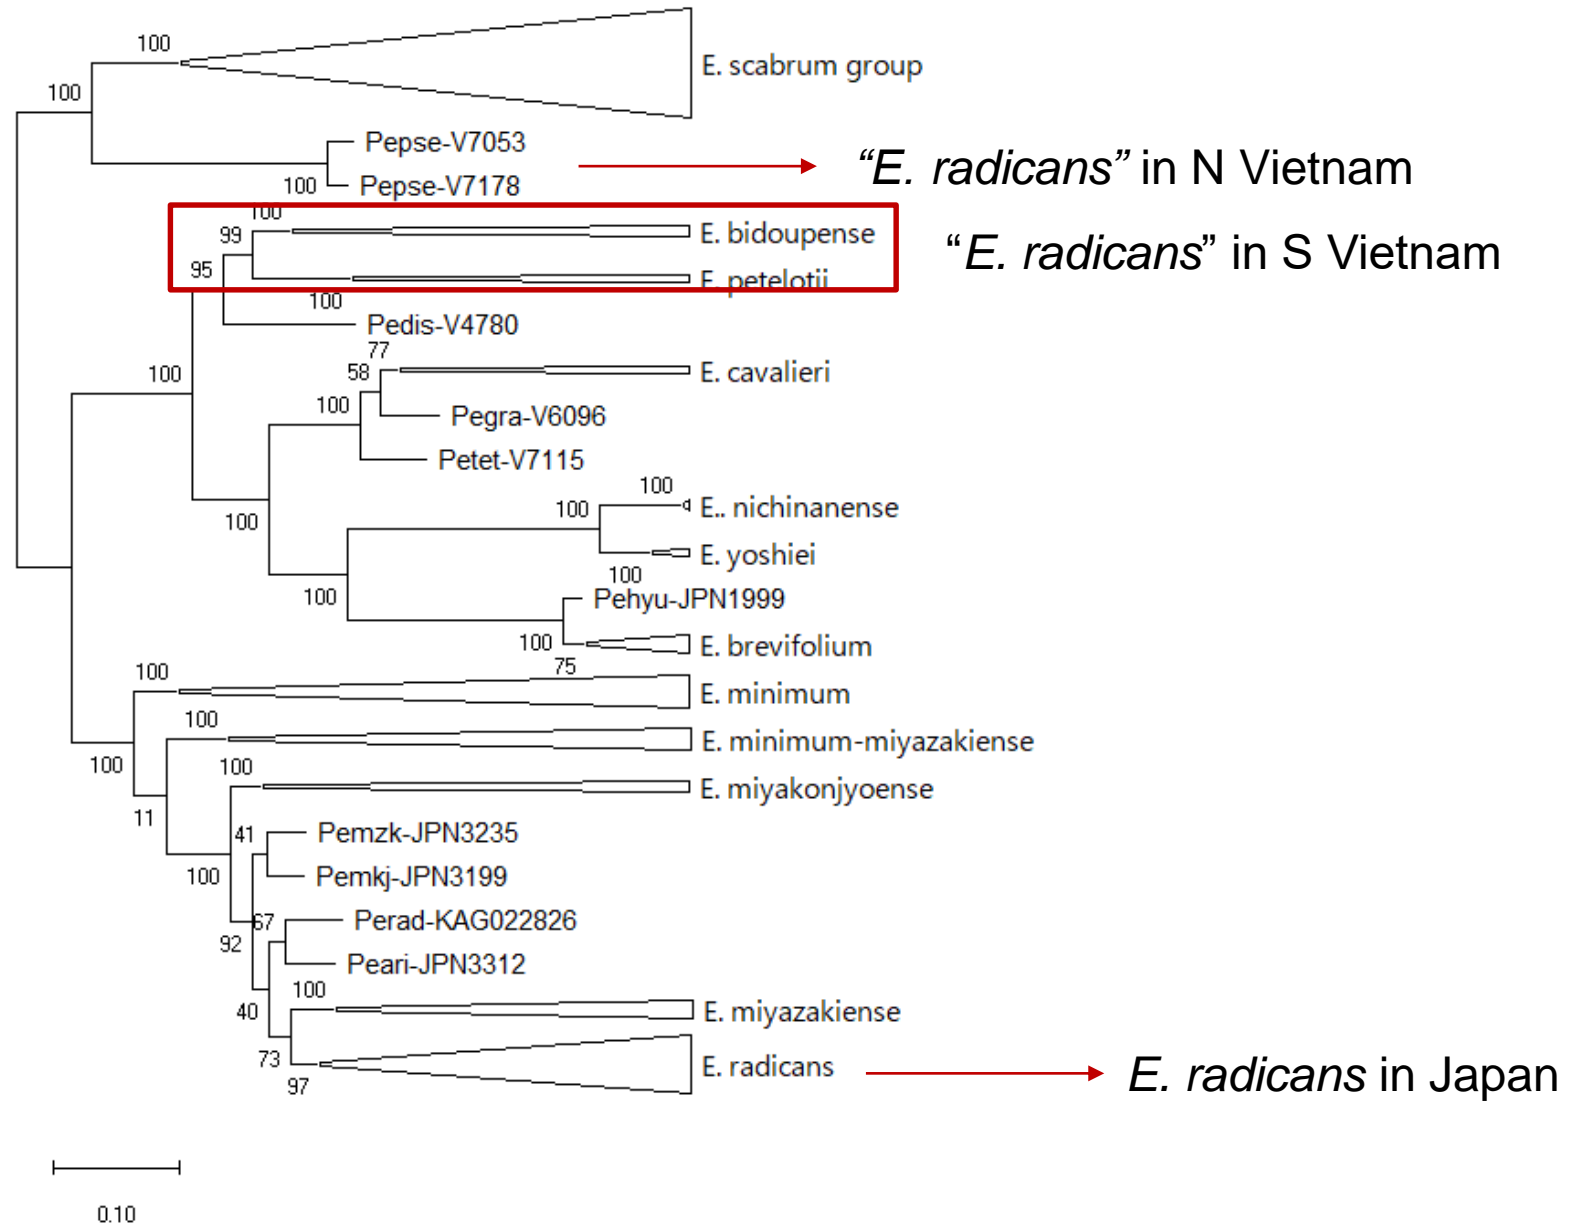 100
E. scabrum group
100
Pepse-V7053
“E. radicans” in N Vietnam
100
Pepse-V7178
100
99
E. bidoupense
“E. radicans” in S Vietnam
95
E. petelotii
100
Pedis-V4780
77
58
E. cavalieri
100
100
Pegra-V6096
Petet-V7115
100
100
E.. nichinanense
100
E. yoshiei
100
100
Pehyu-JPN1999
100
E. brevifolium
75
100
E. minimum
100
E. minimum-miyazakiense
100
100
E. miyakonjyoense
11
41
Pemzk-JPN3235
100
Pemkj-JPN3199
67
Perad-KAG022826
92
Peari-JPN3312
100
40
E. miyazakiense
73
97
E. radicans
E. radicans in Japan
0.10